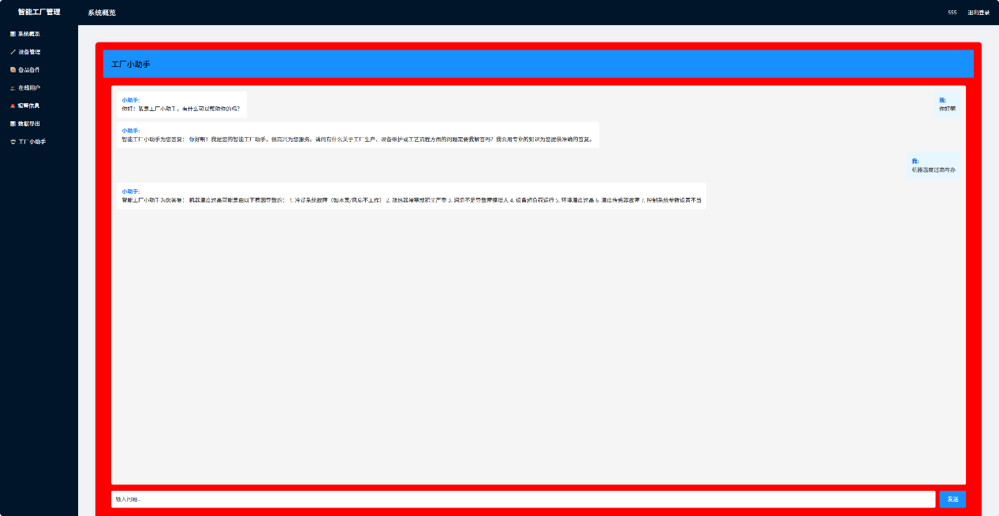 智能工厂管理
系统概览
555
退出登录
系统概览
设备管理
备品备件
在线用户
报警信息
数据导出
工厂小助手
工厂小助手
小助手:
你好！我是工厂小助手，有什么可以帮助你的吗?
我:
你好啊
小助手:
智能工厂小助手为您答复： 你好啊！我是您的智能工厂助手，很高兴为您服务。请问有什么关于工厂生产、设备维护或工艺流程方面的问题需要我解答吗？我会用专业的知识为您提供准确的答复。
我:
机器温度过高咋办
小助手:
智能工厂小助手为您答复： 机器温度过高可能是由以下原因导致的： 1. 冷却系统故障（如水泵/风扇不工作） 2. 散热器堵塞或积尘严重 3. 润滑不足导致摩擦增大 4. 设备超负荷运行 5. 环境温度过高 6. 温度传感器故障 7. 控制系统参数设置不当
输入问题...
发送